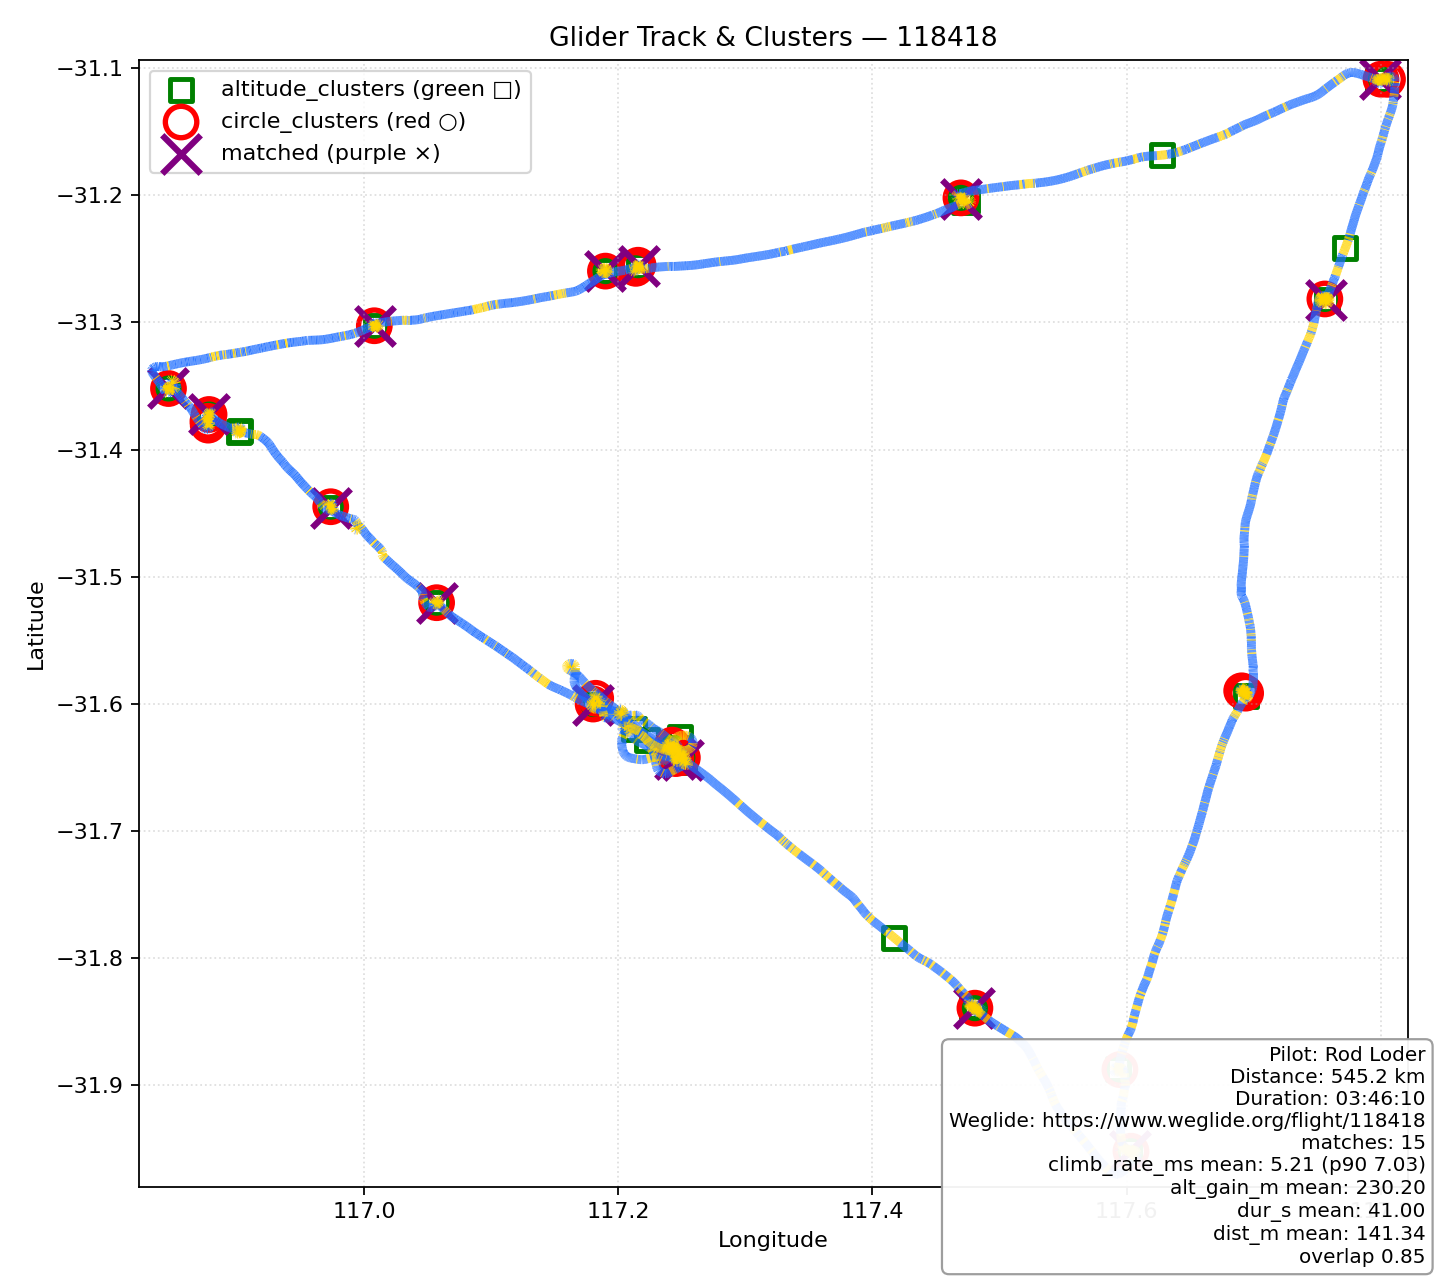 Glider Track & Clusters — 118418
altitude_clusters (green □)
circle_clusters (red ○)
matched (purple ×)
Latitude
−31.1
−31.2
−31.3
−31.4
−31.5
−31.6
−31.7
−31.8
−31.9
117.0
117.2
117.4
117.6
Longitude
Pilot: Rod Loder
Distance: 545.2 km
Duration: 03:46:10
Weglide: https://www.weglide.org/flight/118418
matches: 15
climb_rate_ms mean: 5.21 (p90 7.03)
alt_gain_m mean: 230.20
dur_s mean: 41.00
dist_m mean: 141.34
overlap 0.85